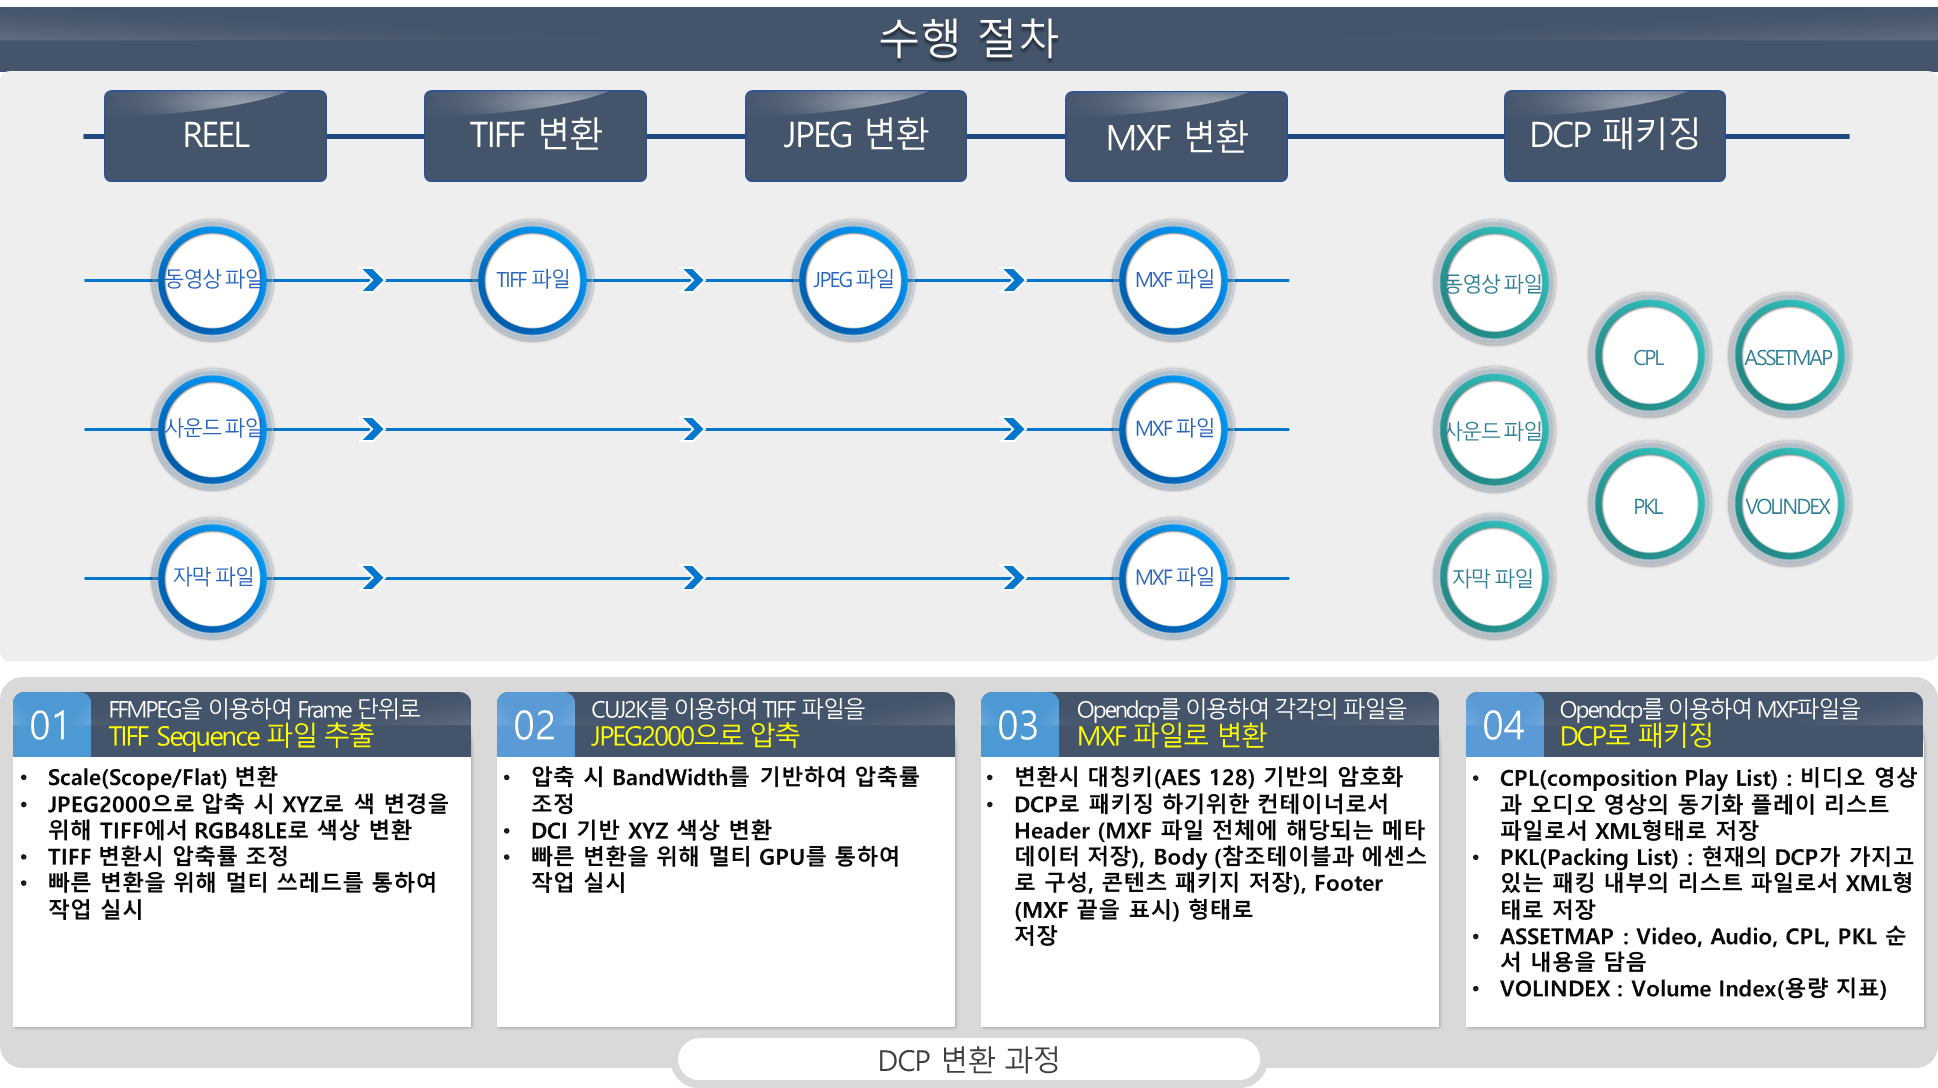 수행 절차
REEL
TIFF 변환
JPEG 변환
MXF 변환
DCP 패키징
동영상 파일
TIFF 파일
JPEG 파일
MXF 파일
동영상 파일
CPL
ASSETMAP
사운드 파일
MXF 파일
사운드 파일
PKL
VOLINDEX
자막 파일
MXF 파일
자막 파일
01
FFMPEG을 이용하여 Frame 단위로
TIFF Sequence 파일 추출
• Scale(Scope/Flat) 변환
• JPEG2000으로 압축 시 XYZ로 색 변경을
위해 TIFF에서 RGB48LE로 색상 변환
• TIFF 변환시 압축률 조정
• 빠른 변환을 위해 멀티 쓰레드를 통하여
작업 실시
02
CUJ2K를 이용하여 TIFF 파일을
JPEG2000으로 압축
• 압축 시 BandWidth를 기반하여 압축률
조정
• DCI 기반 XYZ 색상 변환
• 빠른 변환을 위해 멀티 GPU를 통하여
작업 실시
03
Opendcp를 이용하여 각각의 파일을
MXF 파일로 변환
• 변환시 대칭키(AES 128) 기반의 암호화
• DCP로 패키징 하기위한 컨테이너로서
Header (MXF 파일 전체에 해당되는 메타
데이터 저장), Body (참조테이블과 에센스
로 구성, 콘텐츠 패키지 저장), Footer
(MXF 끝을 표시) 형태로
저장
04
Opendcp를 이용하여 MXF파일을
DCP로 패키징
• CPL(composition Play List) : 비디오 영상
과 오디오 영상의 동기화 플레이 리스트
파일로서 XML형태로 저장
• PKL(Packing List) : 현재의 DCP가 가지고
있는 패킹 내부의 리스트 파일로서 XML형
태로 저장
• ASSETMAP : Video, Audio, CPL, PKL 순
서 내용을 담음
• VOLINDEX : Volume Index(용량 지표)
DCP 변환 과정